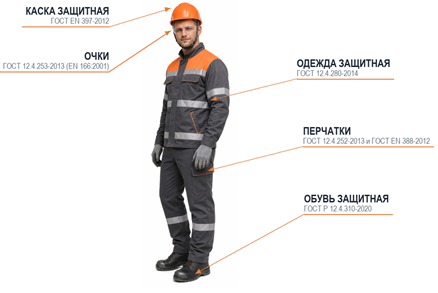 КАСКА ЗАЩИТНАЯ
ГОСТ EN 397-2012
ОЧКИ
ГОСТ 12.4.253-2013 (EN 166:2001)
ОДЕЖДА ЗАЩИТНАЯ
ГОСТ 12.4.280-2014
ПЕРЧАТКИ
ГОСТ 12.4.252-2013 и ГОСТ EN 388-2012
ОБУВЬ ЗАЩИТНАЯ
ГОСТ Р 12.4.310-2020